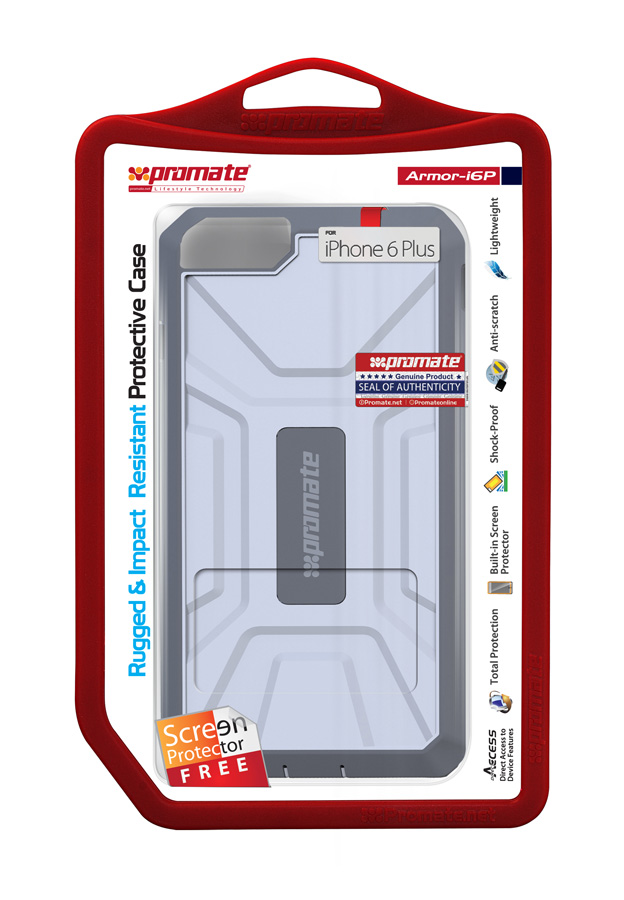 promate
promate
promate.net Lifestyle Technology
Armor-i6P
FOR
iPhone 6 Plus
Rugged & Impact Resistant Protective Case
promate
★★★★★ Genuine Product ★
SEAL OF AUTHENTICITY
Promate.net | Promateonline
promate
Lightweight
Anti-scratch
Shock-Proof
Built-in Screen
Protector
Total Protection
Access
Direct Access to
Device Features
Screen
Protector
FREE
promate
Promate.net